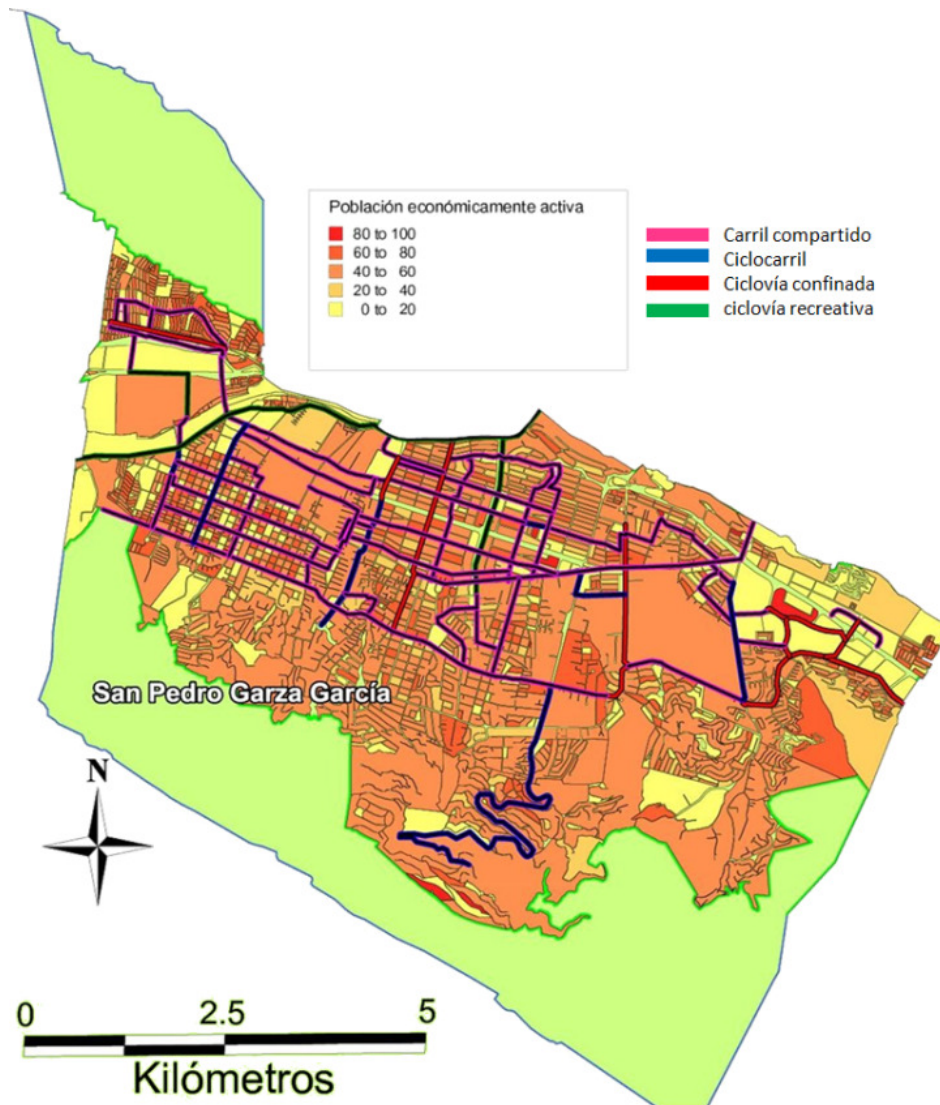 Población económicamente activa
80 to 100
60 to 80
40 to 60
20 to 40
0 to 20
Carril compartido
Ciclocarril
Ciclovía confinada
ciclovía recreativa
San Pedro Garza García
N
0 2.5 5
Kilómetros